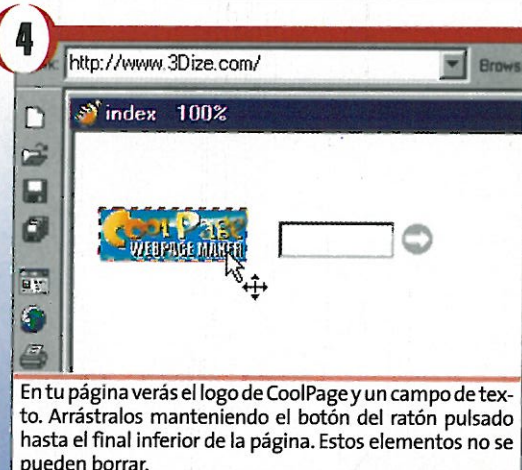 4
http://www.3Dize.com/
Brows
index 100%
Cool Page
WEBPAGE MAKER
En tu página verás el logo de CoolPage y un campo de tex-
to. Arrástralos manteniendo el botón del ratón pulsado
hasta el final inferior de la página. Estos elementos no se
pueden borrar.